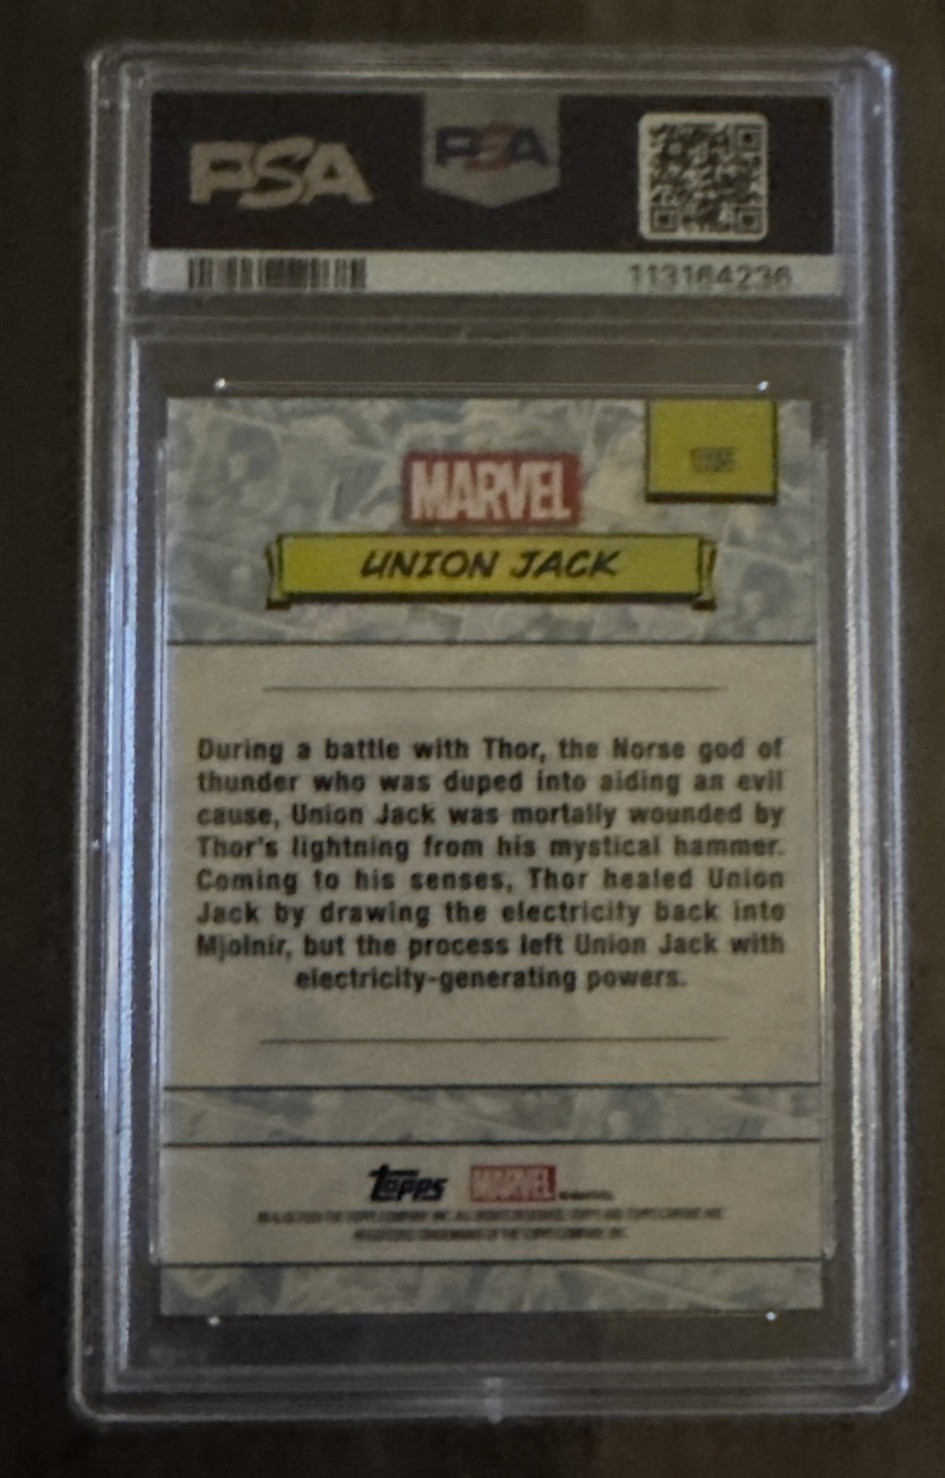 PSA
PSA
113164236
MARVEL
UNION JACK
During a battle with Thor, the Norse god of
thunder who was duped into aiding an evil
cause, Union Jack was mortally wounded by
Thor's lightning from his mystical hammer.
Coming to his senses, Thor healed Union
Jack by drawing the electricity back into
Mjolnir, but the process left Union Jack with
electricity-generating powers.
Topps MARVEL